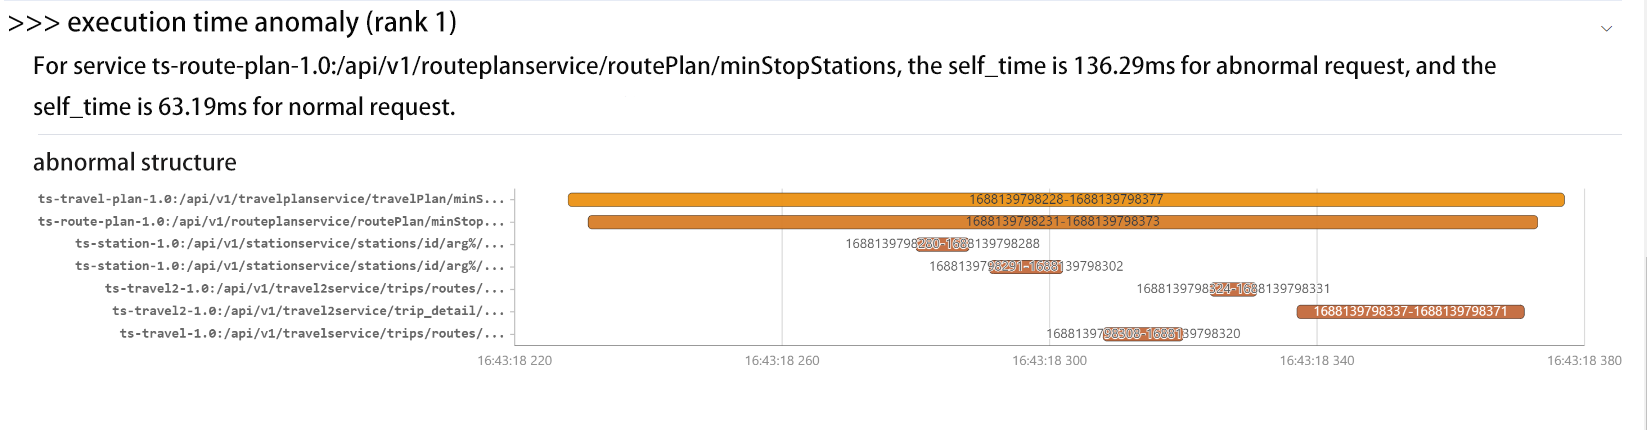 >>> execution time anomaly (rank 1)
For service ts-route-plan-1.0:/api/v1/routeplanservice/routePlan/minStopStations, the self_time is 136.29ms for abnormal request, and the
self_time is 63.19ms for normal request.
abnormal structure
ts-travel-plan-1.0:/api/v1/travelplanservice/travelPlan/minS... 1688139798228-1688139798377
ts-route-plan-1.0:/api/v1/routeplanservice/routePlan/minStop... 1688139798231-1688139798373
ts-station-1.0:/api/v1/stationservice/stations/id/arg%/... 1688139798280-1688139798288
ts-station-1.0:/api/v1/stationservice/stations/id/arg%/... 1688139798291-1688139798302
ts-travel2-1.0:/api/v1/travel2service/trips/routes/... 1688139798324-1688139798331
ts-travel2-1.0:/api/v1/travel2service/trip_detail/... 1688139798337-1688139798371
ts-travel-1.0:/api/v1/travelservice/trips/routes/... 1688139798308-1688139798320
16:43:18 220 16:43:18 260 16:43:18 300 16:43:18 340 16:43:18 380